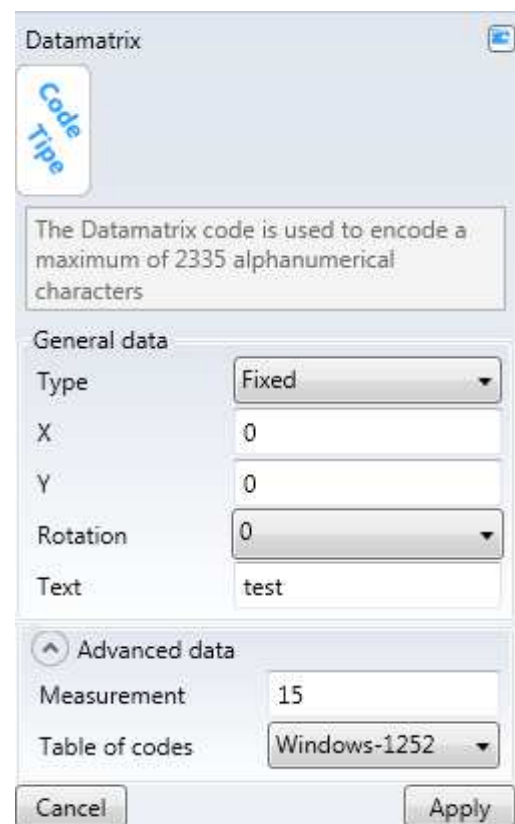 Datamatrix
Code
Tipe
The Datamatrix code is used to encode a
maximum of 2335 alphanumerical
characters
General data
Type Fixed
X 0
Y 0
Rotation 0
Text test
Advanced data
Measurement 15
Table of codes Windows-1252
Cancel Apply